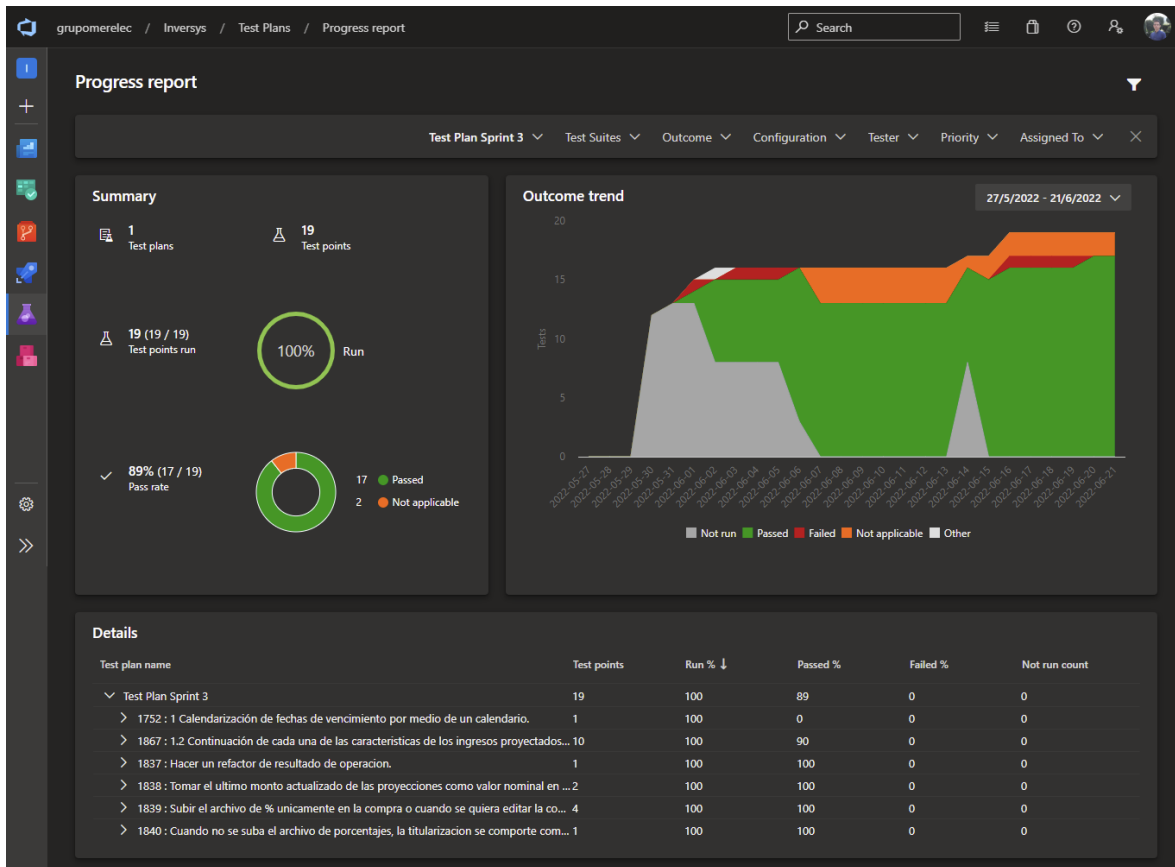 grupomerelec / Inversys / Test Plans / Progress report
Search
I
Progress report
Test Plan Sprint 3 Test Suites Outcome Configuration Tester Priority Assigned To
Summary
1
Test plans
19
Test points
19 (19 / 19)
Test points run
100%
Run
89% (17 / 19)
Pass rate
17 Passed
2 Not applicable
Outcome trend
27/5/2022 - 21/6/2022
20
15
10
5
0
Tests
2022-05-27
2022-05-28
2022-05-29
2022-05-30
2022-05-31
2022-06-01
2022-06-02
2022-06-03
2022-06-04
2022-06-05
2022-06-06
2022-06-07
2022-06-08
2022-06-09
2022-06-10
2022-06-11
2022-06-12
2022-06-13
2022-06-14
2022-06-15
2022-06-16
2022-06-17
2022-06-18
2022-06-19
2022-06-20
2022-06-21
Not run Passed Failed Not applicable Other
Details
Test plan name Test points Run % ↓ Passed % Failed % Not run count
Test Plan Sprint 3 19 100 89 0 0
1752 : 1 Calendarización de fechas de vencimiento por medio de un calendario. 1 100 0 0 0
1867 : 1.2 Continuación de cada una de las caracteristicas de los ingresos proyectados... 10 100 90 0 0
1837 : Hacer un refactor de resultado de operacion. 1 100 100 0 0
1838 : Tomar el ultimo monto actualizado de las proyecciones como valor nominal en ... 2 100 100 0 0
1839 : Subir el archivo de % unicamente en la compra o cuando se quiera editar la co... 4 100 100 0 0
1840 : Cuando no se suba el archivo de porcentajes, la titularizacion se comporte com... 1 100 100 0 0